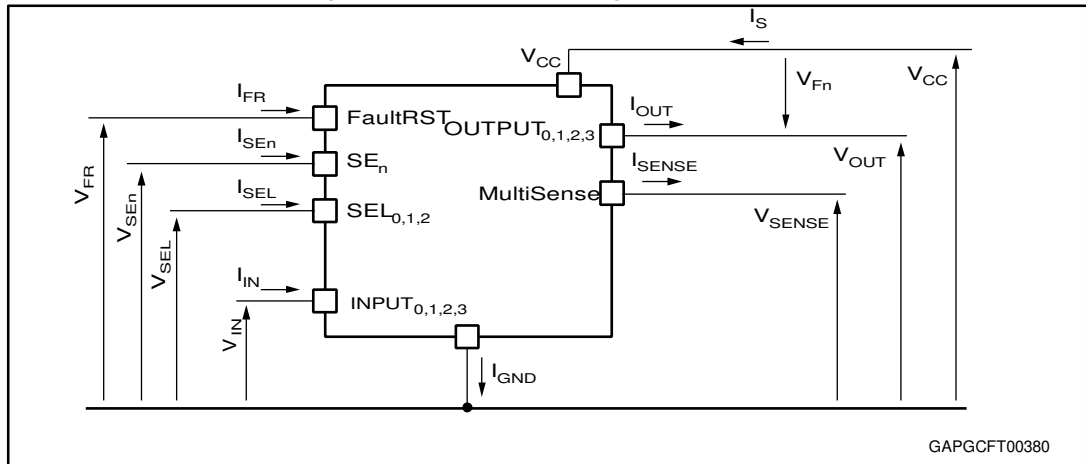 I_S
V_CC
V_Fn
V_CC
I_FR
FaultRST
OUTPUT_0,1,2,3
I_OUT
I_SEn
SE_n
I_SENSE
V_OUT
V_FR
V_SEn
I_SEL
SEL_0,1,2
MultiSense
V_SENSE
V_SEL
I_IN
INPUT_0,1,2,3
V_IN
I_GND
GAPGCFT00380